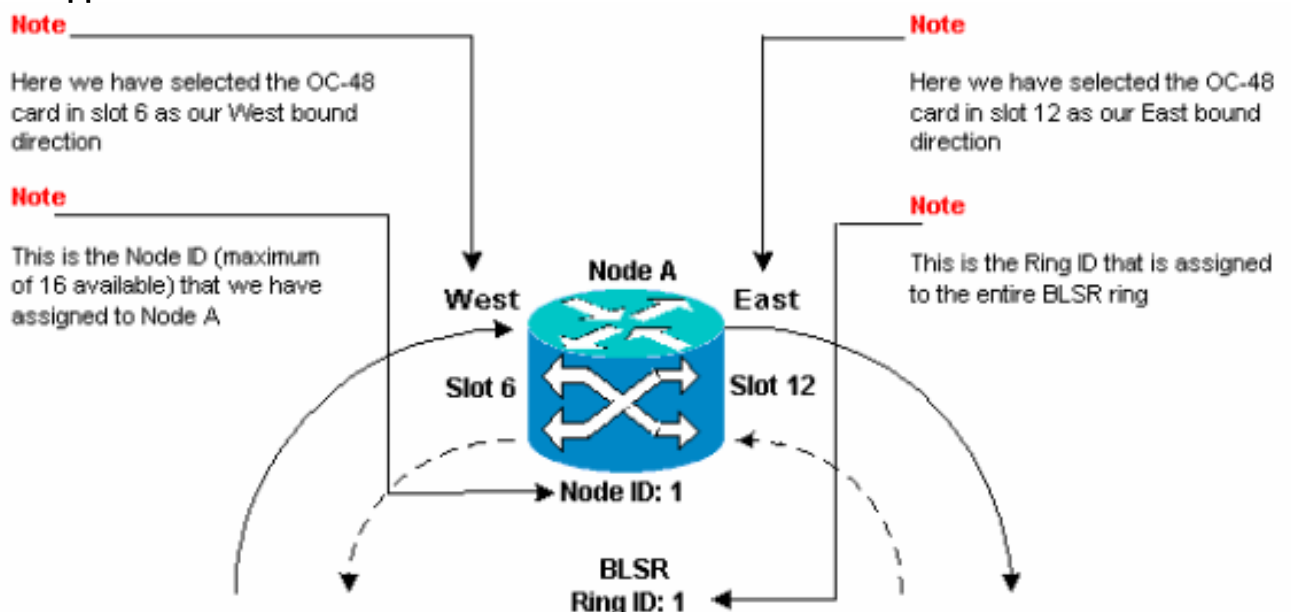 Note
Here we have selected the OC-48
card in slot 6 as our West bound
direction
Note
This is the Node ID (maximum
of 16 available) that we have
assigned to Node A
Note
Here we have selected the OC-48
card in slot 12 as our East bound
direction
Note
This is the Ring ID that is assigned
to the entire BLSR ring
Node A
West
East
Slot 6
Slot 12
Node ID: 1
BLSR
Ring ID: 1